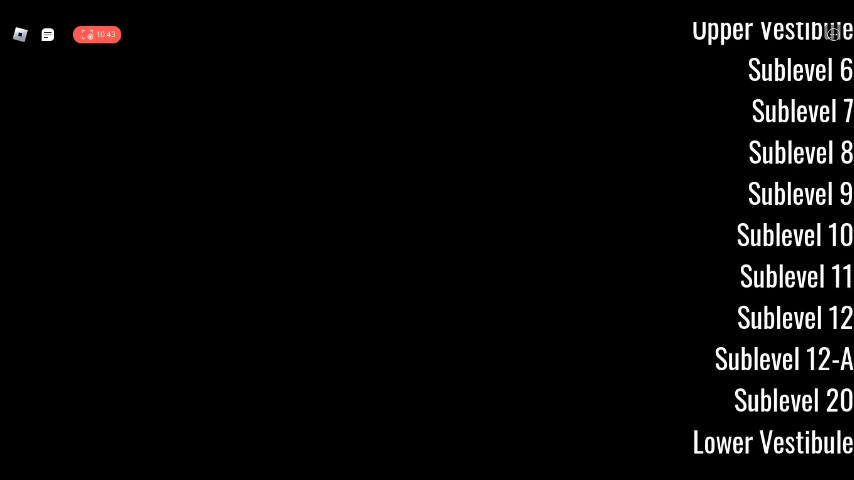 10:43
Upper Vestibule
Sublevel 6
Sublevel 7
Sublevel 8
Sublevel 9
Sublevel 10
Sublevel 11
Sublevel 12
Sublevel 12-A
Sublevel 20
Lower Vestibule